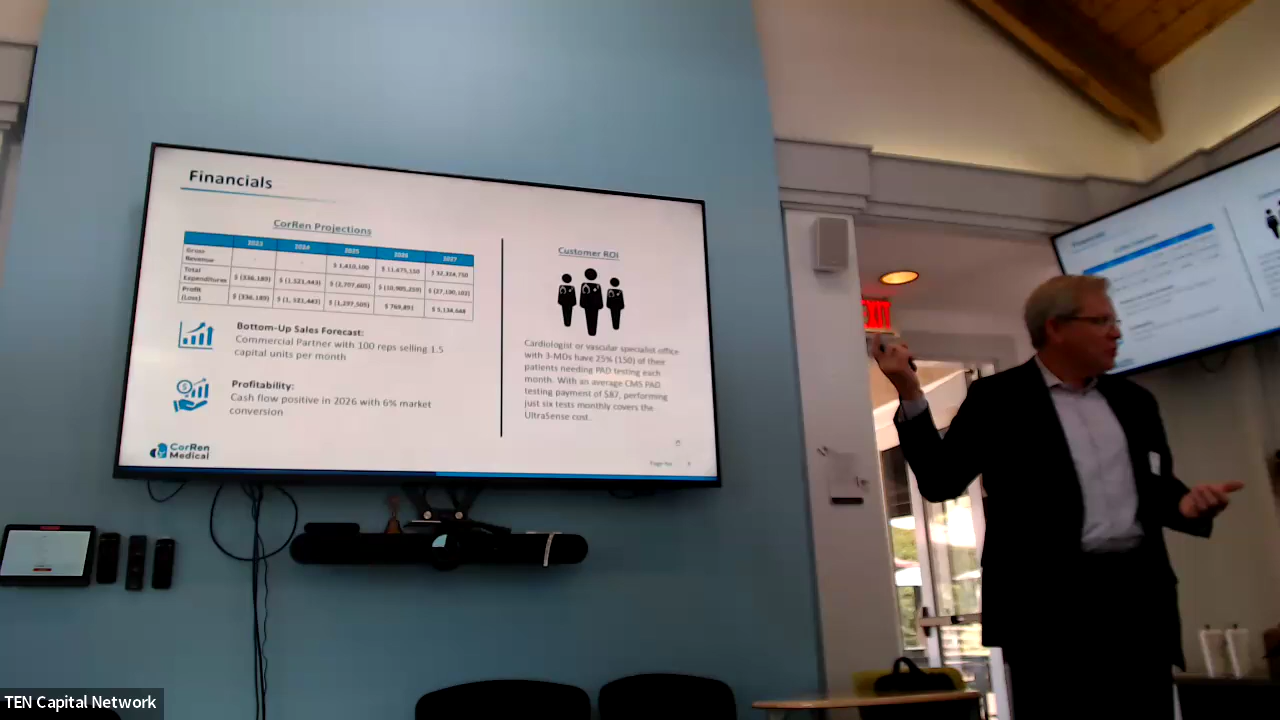 Financials
CorRen Projections
2023 2024 2025 2026 2027
Gross Revenue - - $ 1,410,100 $ 11,675,150 $ 32,324,750
Total Expenditures $ (336,189) $ (1,521,443) $ (2,707,605) $ (10,905,259) $ (27,190,102)
Profit (Loss) $ (336,189) $ (1,521,443) $ (1,297,505) $ 769,891 $ 5,134,648
Bottom-Up Sales Forecast:
Commercial Partner with 100 reps selling 1.5
capital units per month
Profitability:
Cash flow positive in 2026 with 6% market
conversion
CorRen
Medical
Customer ROI
Cardiologist or vascular specialist office
with 3-MDs have 25% (150) of their
patients needing PAD testing each
month. With an average CMS PAD
testing payment of $87, performing
just six tests monthly covers the
UltraSense cost.
EXIT
TEN Capital Network